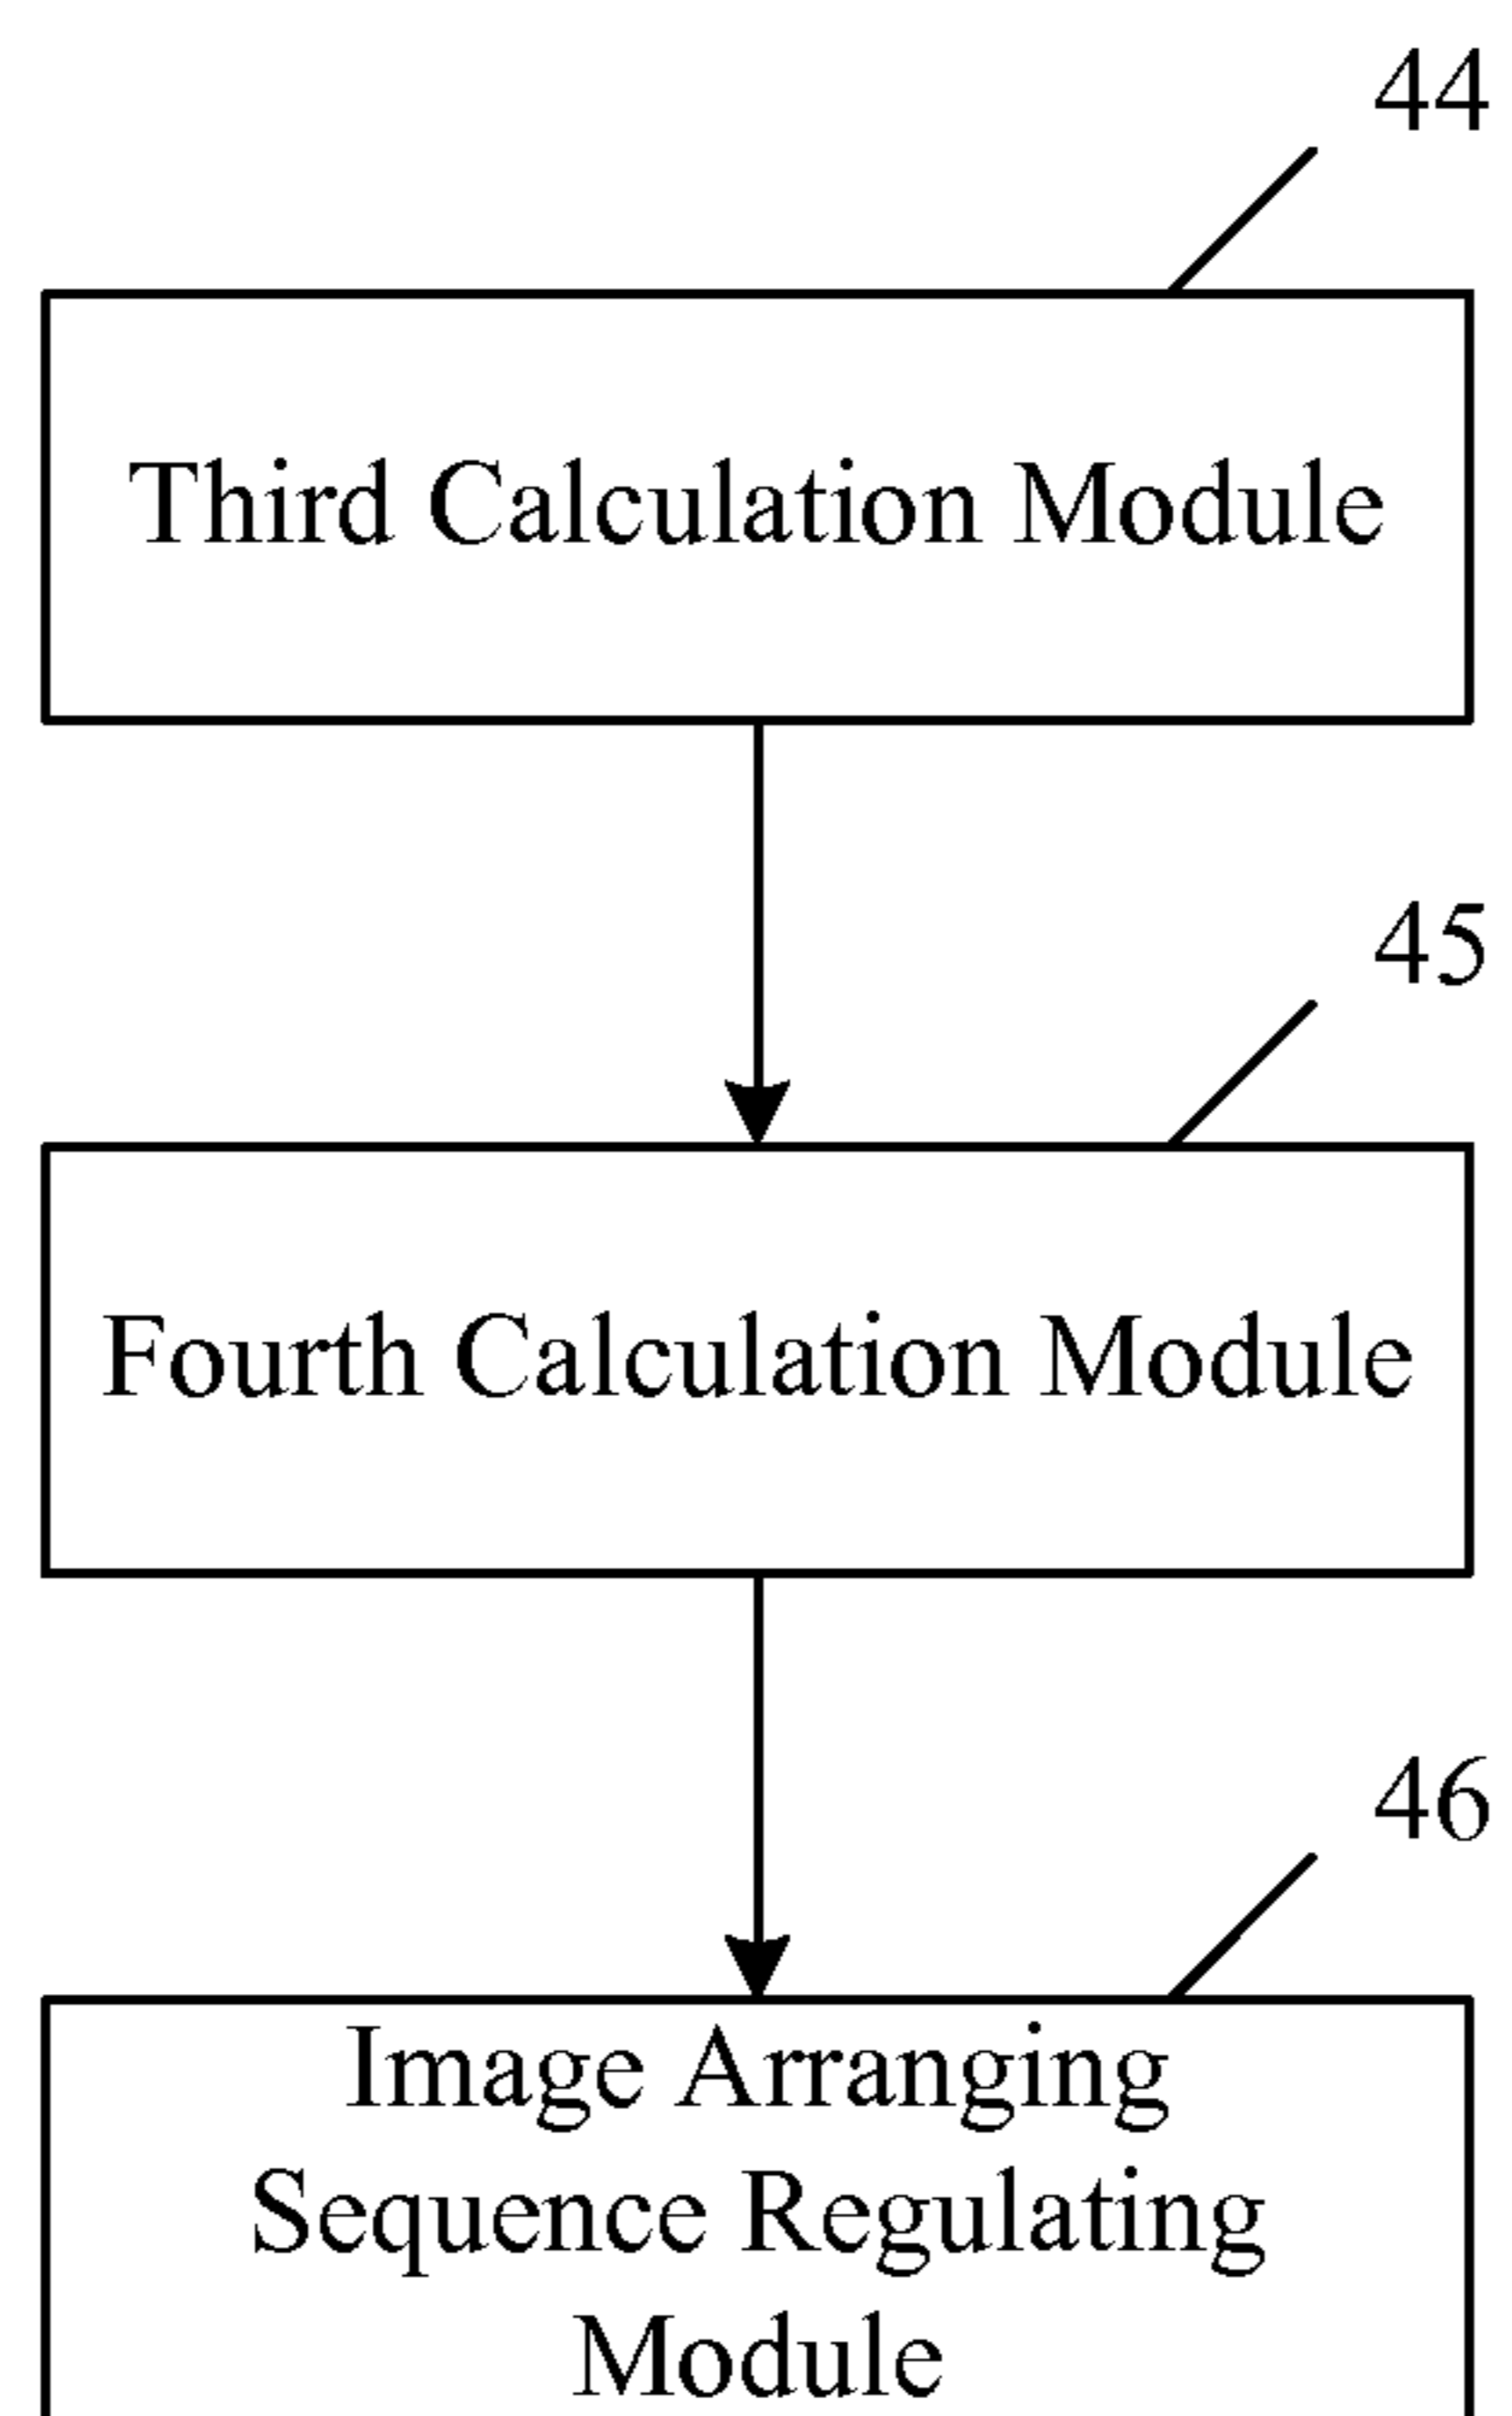 44
Third Calculation Module
45
Fourth Calculation Module
46
Image Arranging
Sequence Regulating
Module